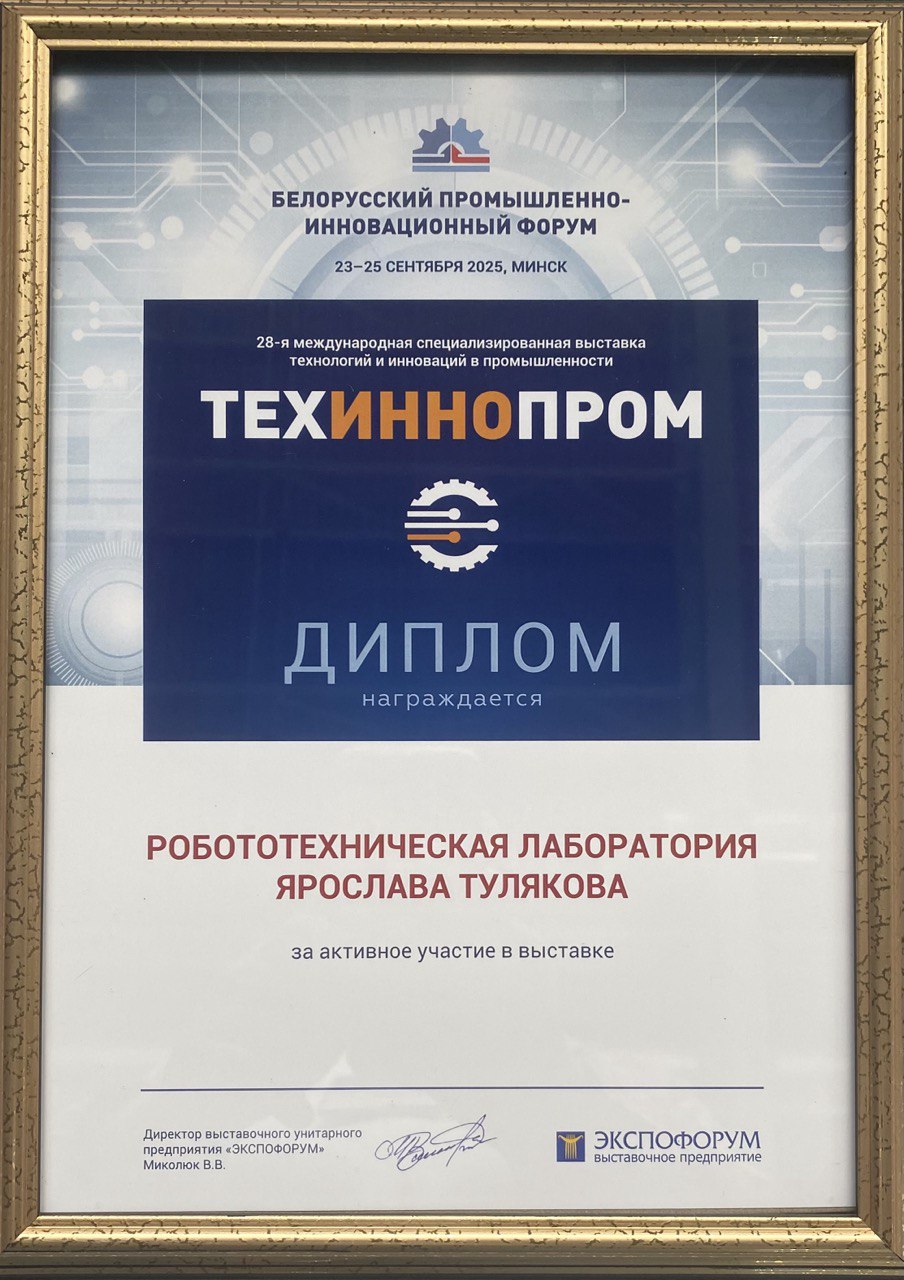 БЕЛОРУССКИЙ ПРОМЫШЛЕННО-
ИННОВАЦИОННЫЙ ФОРУМ
23–25 СЕНТЯБРЯ 2025, МИНСК
28-я международная специализированная выставка
технологий и инноваций в промышленности
ТЕХИННОПРОМ
ДИПЛОМ
награждается
РОБОТОТЕХНИЧЕСКАЯ ЛАБОРАТОРИЯ
ЯРОСЛАВА ТУЛЯКОВА
за активное участие в выставке
Директор выставочного унитарного
предприятия «ЭКСПОФОРУМ»
Миколюк В.В.
ЭКСПОФОРУМ
выставочное предприятие